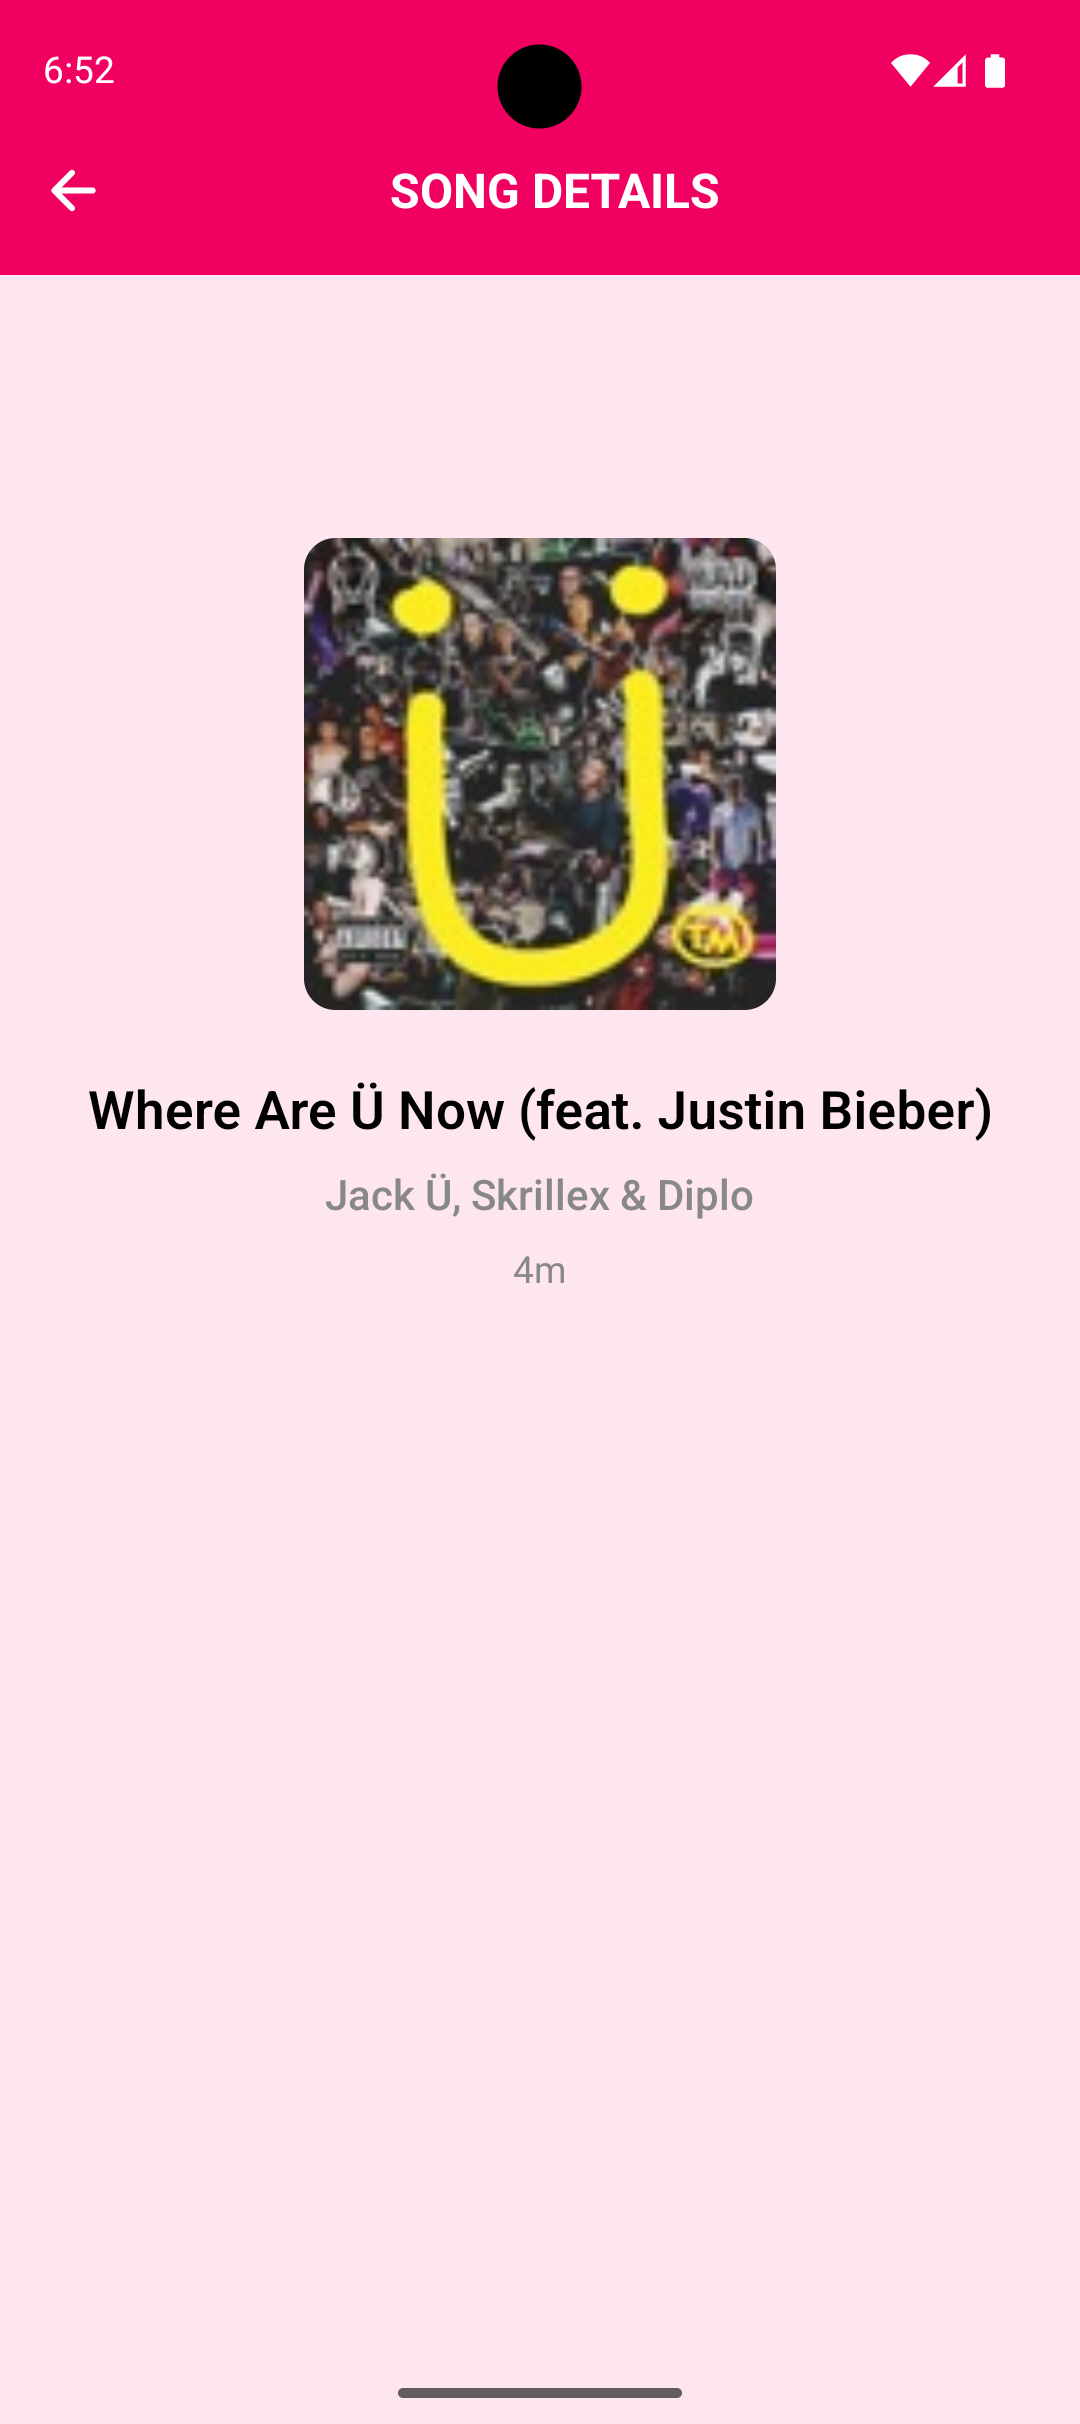 6:52
SONG DETAILS
Ü
TM
Where Are Ü Now (feat. Justin Bieber)
Jack Ü, Skrillex & Diplo
4m